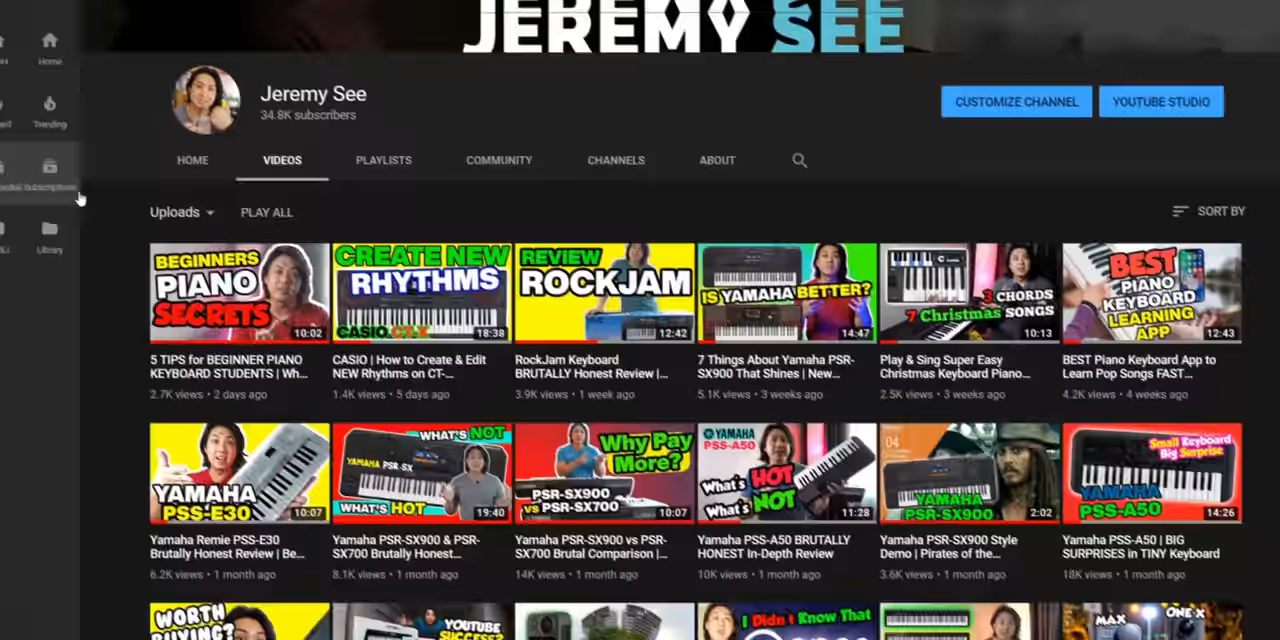 JEREMY SEE
Home
Trending
Subscriptions
Library
Jeremy See
34.8K subscribers
CUSTOMIZE CHANNEL
YOUTUBE STUDIO
HOME
VIDEOS
PLAYLISTS
COMMUNITY
CHANNELS
ABOUT
Uploads
PLAY ALL
SORT BY
BEGINNERS
PIANO
SECRETS
10:02
CREATE NEW
RHYTHMS
CASIO CT-X
18:38
REVIEW
ROCKJAM
12:42
IS YAMAHA BETTER?
14:47
3 CHORDS
7 Christmas SONGS
10:13
BEST
PIANO
KEYBOARD
LEARNING
APP
12:43
5 TIPS for BEGINNER PIANO
KEYBOARD STUDENTS | Wh...
2.7K views • 2 days ago
CASIO | How to Create & Edit
NEW Rhythms on CT-...
1.4K views • 5 days ago
RockJam Keyboard
BRUTALLY Honest Review |...
3.9K views • 1 week ago
7 Things About Yamaha PSR-
SX900 That Shines | New...
5.1K views • 3 weeks ago
Play & Sing Super Easy
Christmas Keyboard Piano...
2.5K views • 3 weeks ago
BEST Piano Keyboard App to
Learn Pop Songs FAST...
4.2K views • 4 weeks ago
YAMAHA
PSS-E30
10:07
WHAT'S NOT
YAMAHA PSR-SX
WHAT'S HOT
19:40
Why Pay
More?
PSR-SX900
vs PSR-SX700
10:07
YAMAHA
PSS-A50
What's HOT
What's NOT
11:28
04
YAMAHA
PSR-SX900
2:02
Small Keyboard
Big Surprise
YAMAHA
PSS-A50
14:26
Yamaha Remie PSS-E30
Brutally Honest Review | Be...
6.2K views • 1 month ago
Yamaha PSR-SX900 & PSR-
SX700 Brutally Honest...
8.1K views • 1 month ago
Yamaha PSR-SX900 vs PSR-
SX700 Brutal Comparison |...
14K views • 1 month ago
Yamaha PSS-A50 BRUTALLY
HONEST In-Depth Review
10K views • 1 month ago
Yamaha PSR-SX900 Style
Demo | Pirates of the...
3.6K views • 1 month ago
Yamaha PSS-A50 | BIG
SURPRISES in TINY Keyboard
18K views • 1 month ago
WORTH
BUYING?
YOUTUBE
SUCCESS?
I Didn't Know That
MAX
ONE X